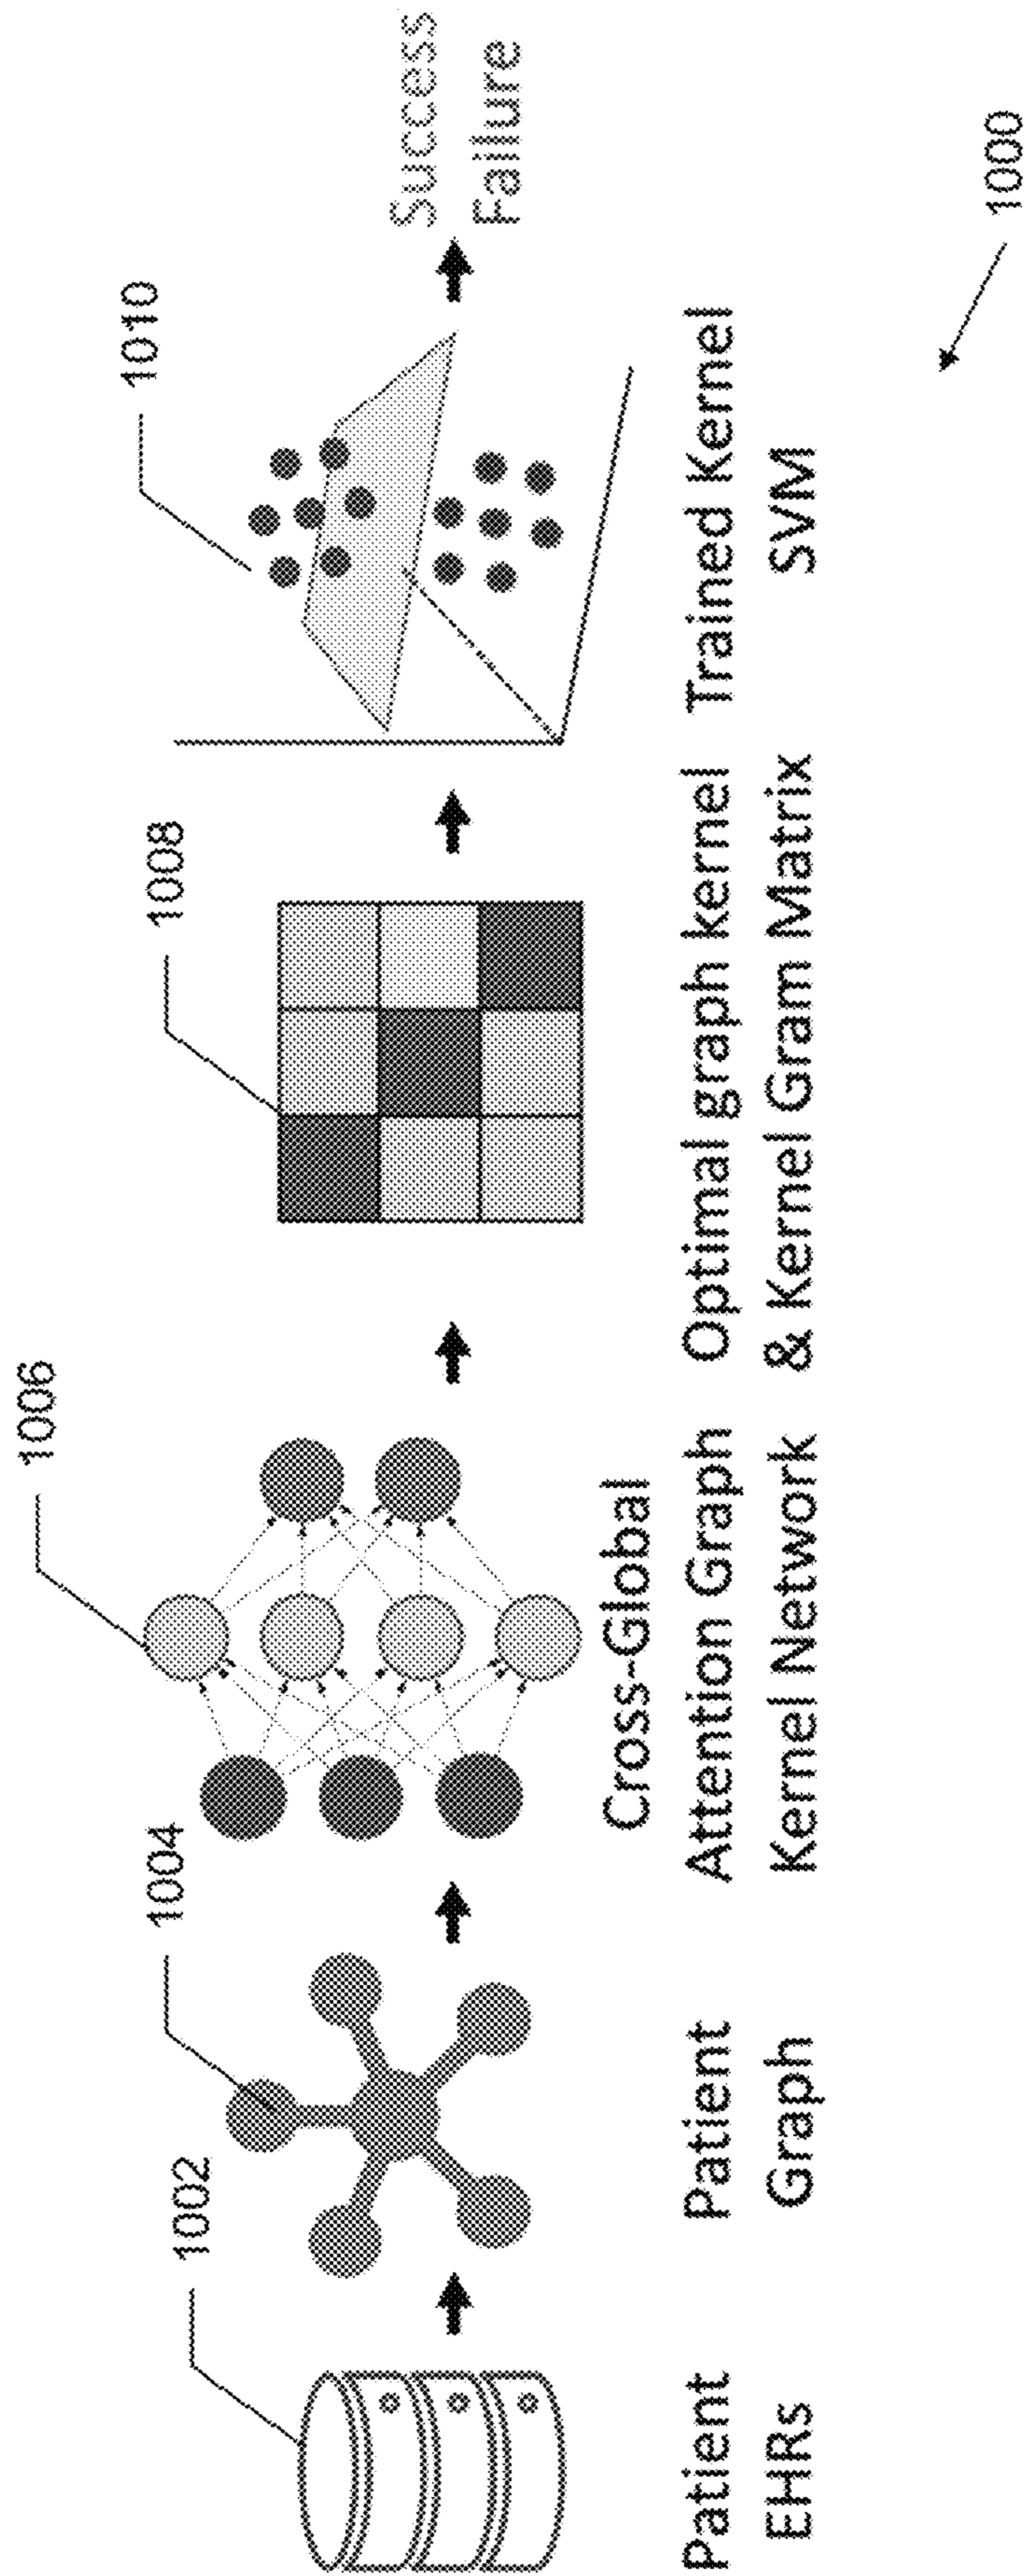 1002
1004
1006
1008
1010
Success
Failure
Patient
EHRs
Patient
Graph
Cross-Global
Attention Graph
Kernel Network
Optimal graph kernel
& Kernel Gram Matrix
Trained Kernel
SVM
1000